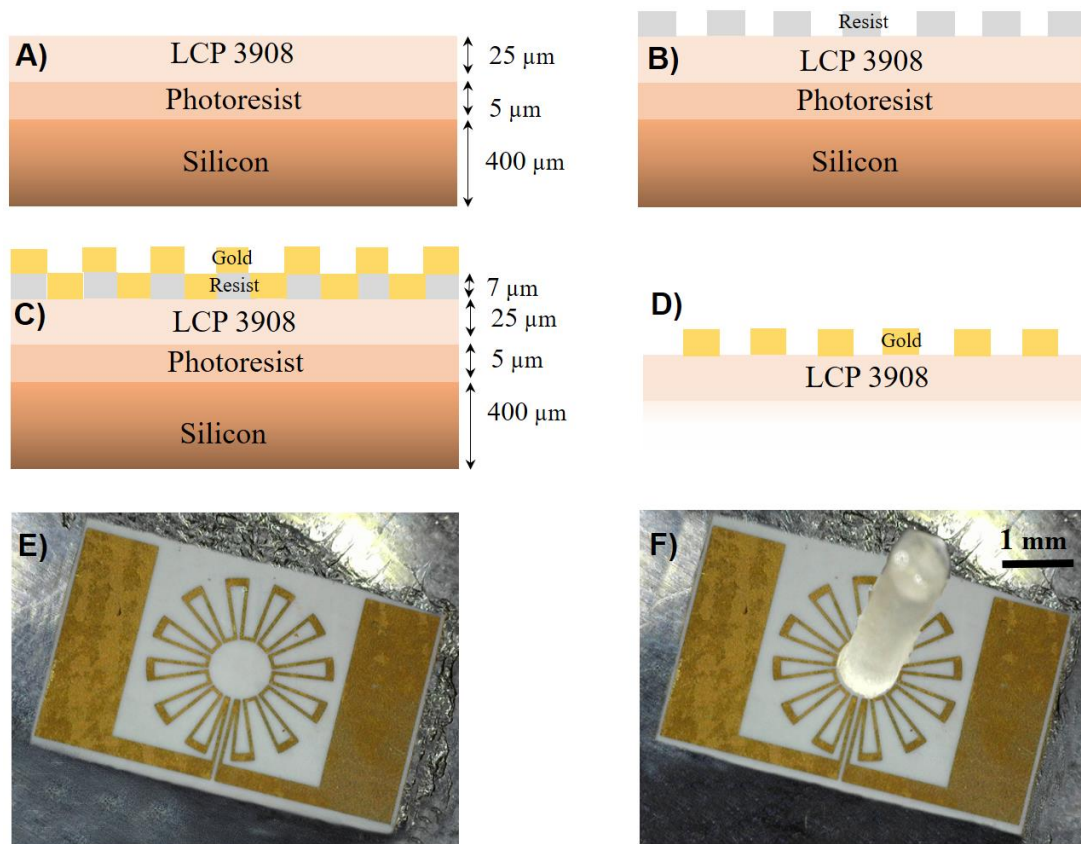 A)
LCP 3908
25 µm
Photoresist
5 µm
Silicon
400 µm
Resist
B)
LCP 3908
Photoresist
Silicon
Gold
Resist
7 µm
C)
LCP 3908
25 µm
Photoresist
5 µm
Silicon
400 µm
D)
Gold
LCP 3908
E)
F)
1 mm